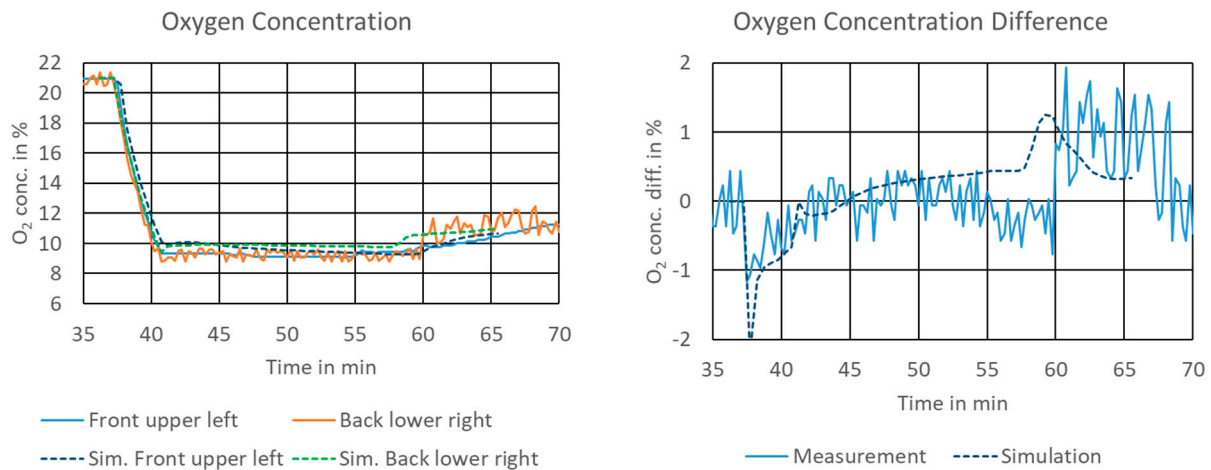 Oxygen Concentration
O₂ conc. in %
22
20
18
16
14
12
10
8
6
35 40 45 50 55 60 65 70
Time in min
Front upper left Back lower right
Sim. Front upper left Sim. Back lower right
Oxygen Concentration Difference
O₂ conc. diff. in %
2
1
0
-1
-2
35 40 45 50 55 60 65 70
Time in min
Measurement Simulation